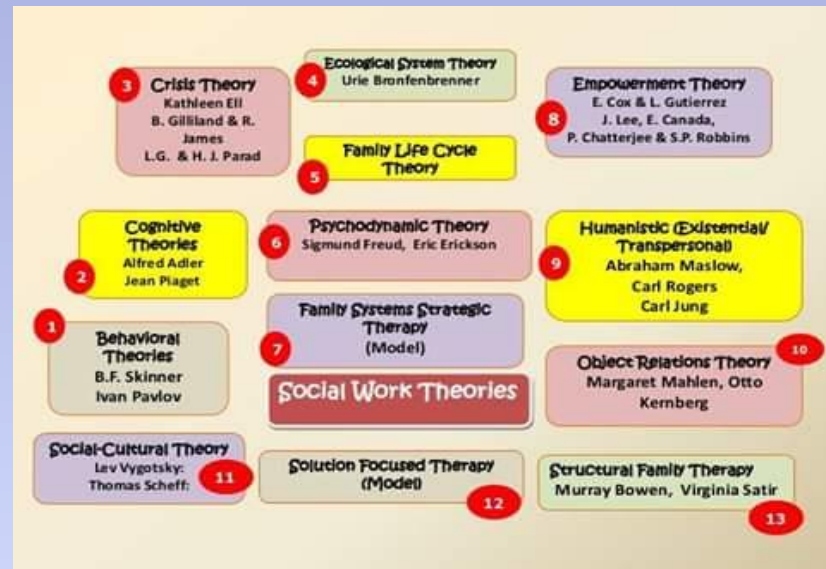 3
Crisis Theory
Kathleen Ell
B. Gilliland & R.
James
L.G. & H. J. Parad
4
Ecological System Theory
Urie Bronfenbrenner
5
Family Life Cycle
Theory
8
Empowerment Theory
E. Cox & L. Gutierrez
J. Lee, E. Canada,
P. Chatterjee & S.P. Robbins
2
Cognitive
Theories
Alfred Adler
Jean Piaget
6
Psychodynamic Theory
Sigmund Freud, Eric Erickson
9
Humanistic (Existential/
Transpersonal)
Abraham Maslow,
Carl Rogers
Carl Jung
1
Behavioral
Theories
B.F. Skinner
Ivan Pavlov
7
Family Systems Strategic
Therapy
(Model)
Social Work Theories
10
Object Relations Theory
Margaret Mahlen, Otto
Kernberg
Social-Cultural Theory
Lev Vygotsky:
Thomas Scheff:
11
Solution Focused Therapy
(Model)
12
Structural Family Therapy
Murray Bowen, Virginia Satir
13